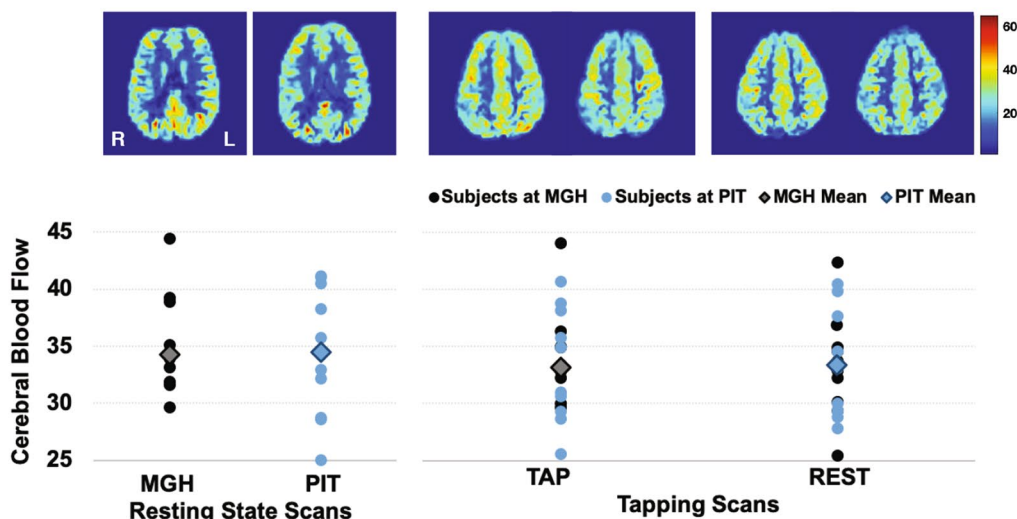 60
40
20
R L
Subjects at MGH Subjects at PIT MGH Mean PIT Mean
Cerebral Blood Flow
45
40
35
30
25
MGH PIT TAP REST
Resting State Scans Tapping Scans